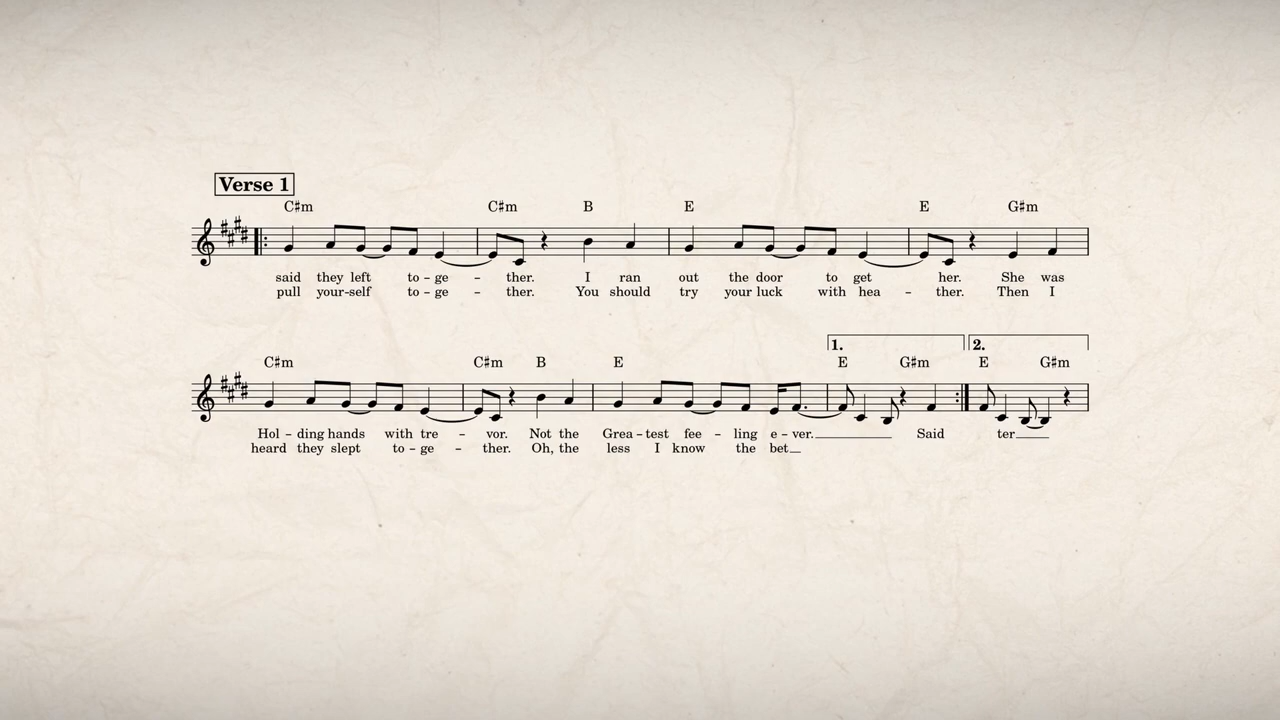 Verse 1
C♯m C♯m B E E G♯m
said they left to – ge – ther. I ran out the door to get her. She was
pull your-self to – ge – ther. You should try your luck with hea – ther. Then I
1. 2.
C♯m C♯m B E E G♯m E G♯m
Hol – ding hands with tre – vor. Not the Grea – test fee – ling e – ver. Said ter
heard they slept to – ge – ther. Oh, the less I know the bet